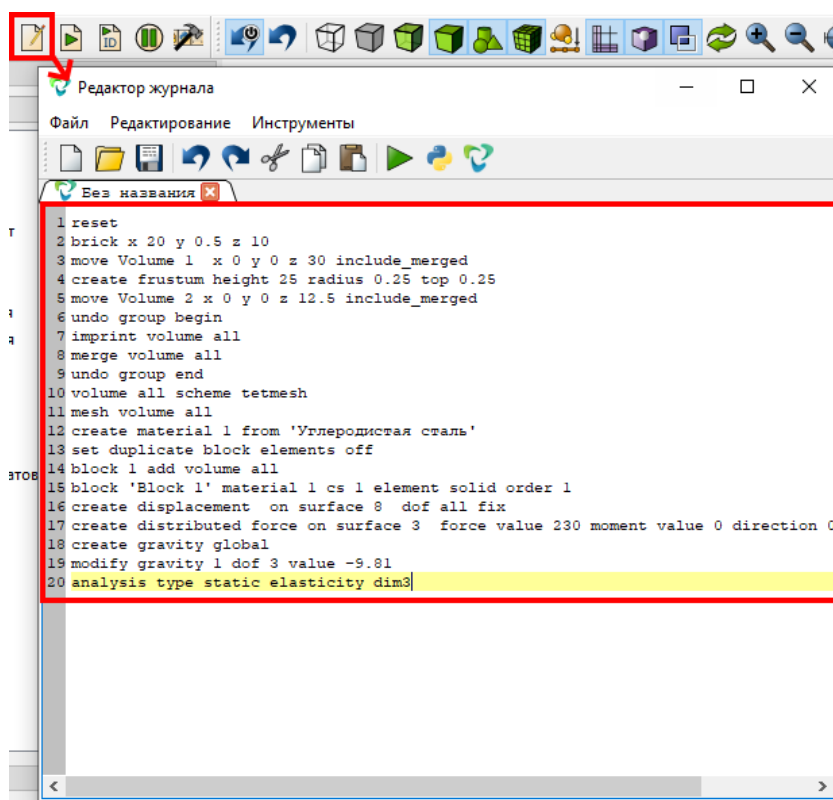 ID
Редактор журнала
Файл Редактирование Инструменты
Без названия
1 reset
2 brick x 20 y 0.5 z 10
3 move Volume 1  x 0 y 0 z 30 include_merged
4 create frustum height 25 radius 0.25 top 0.25
5 move Volume 2 x 0 y 0 z 12.5 include_merged
6 undo group begin
7 imprint volume all
8 merge volume all
9 undo group end
10 volume all scheme tetmesh
11 mesh volume all
12 create material 1 from 'Углеродистая сталь'
13 set duplicate block elements off
14 block 1 add volume all
15 block 'Block 1' material 1 cs 1 element solid order 1
16 create displacement  on surface 8  dof all fix
17 create distributed force on surface 3  force value 230 moment value 0 direction 0
18 create gravity global
19 modify gravity 1 dof 3 value -9.81
20 analysis type static elasticity dim3